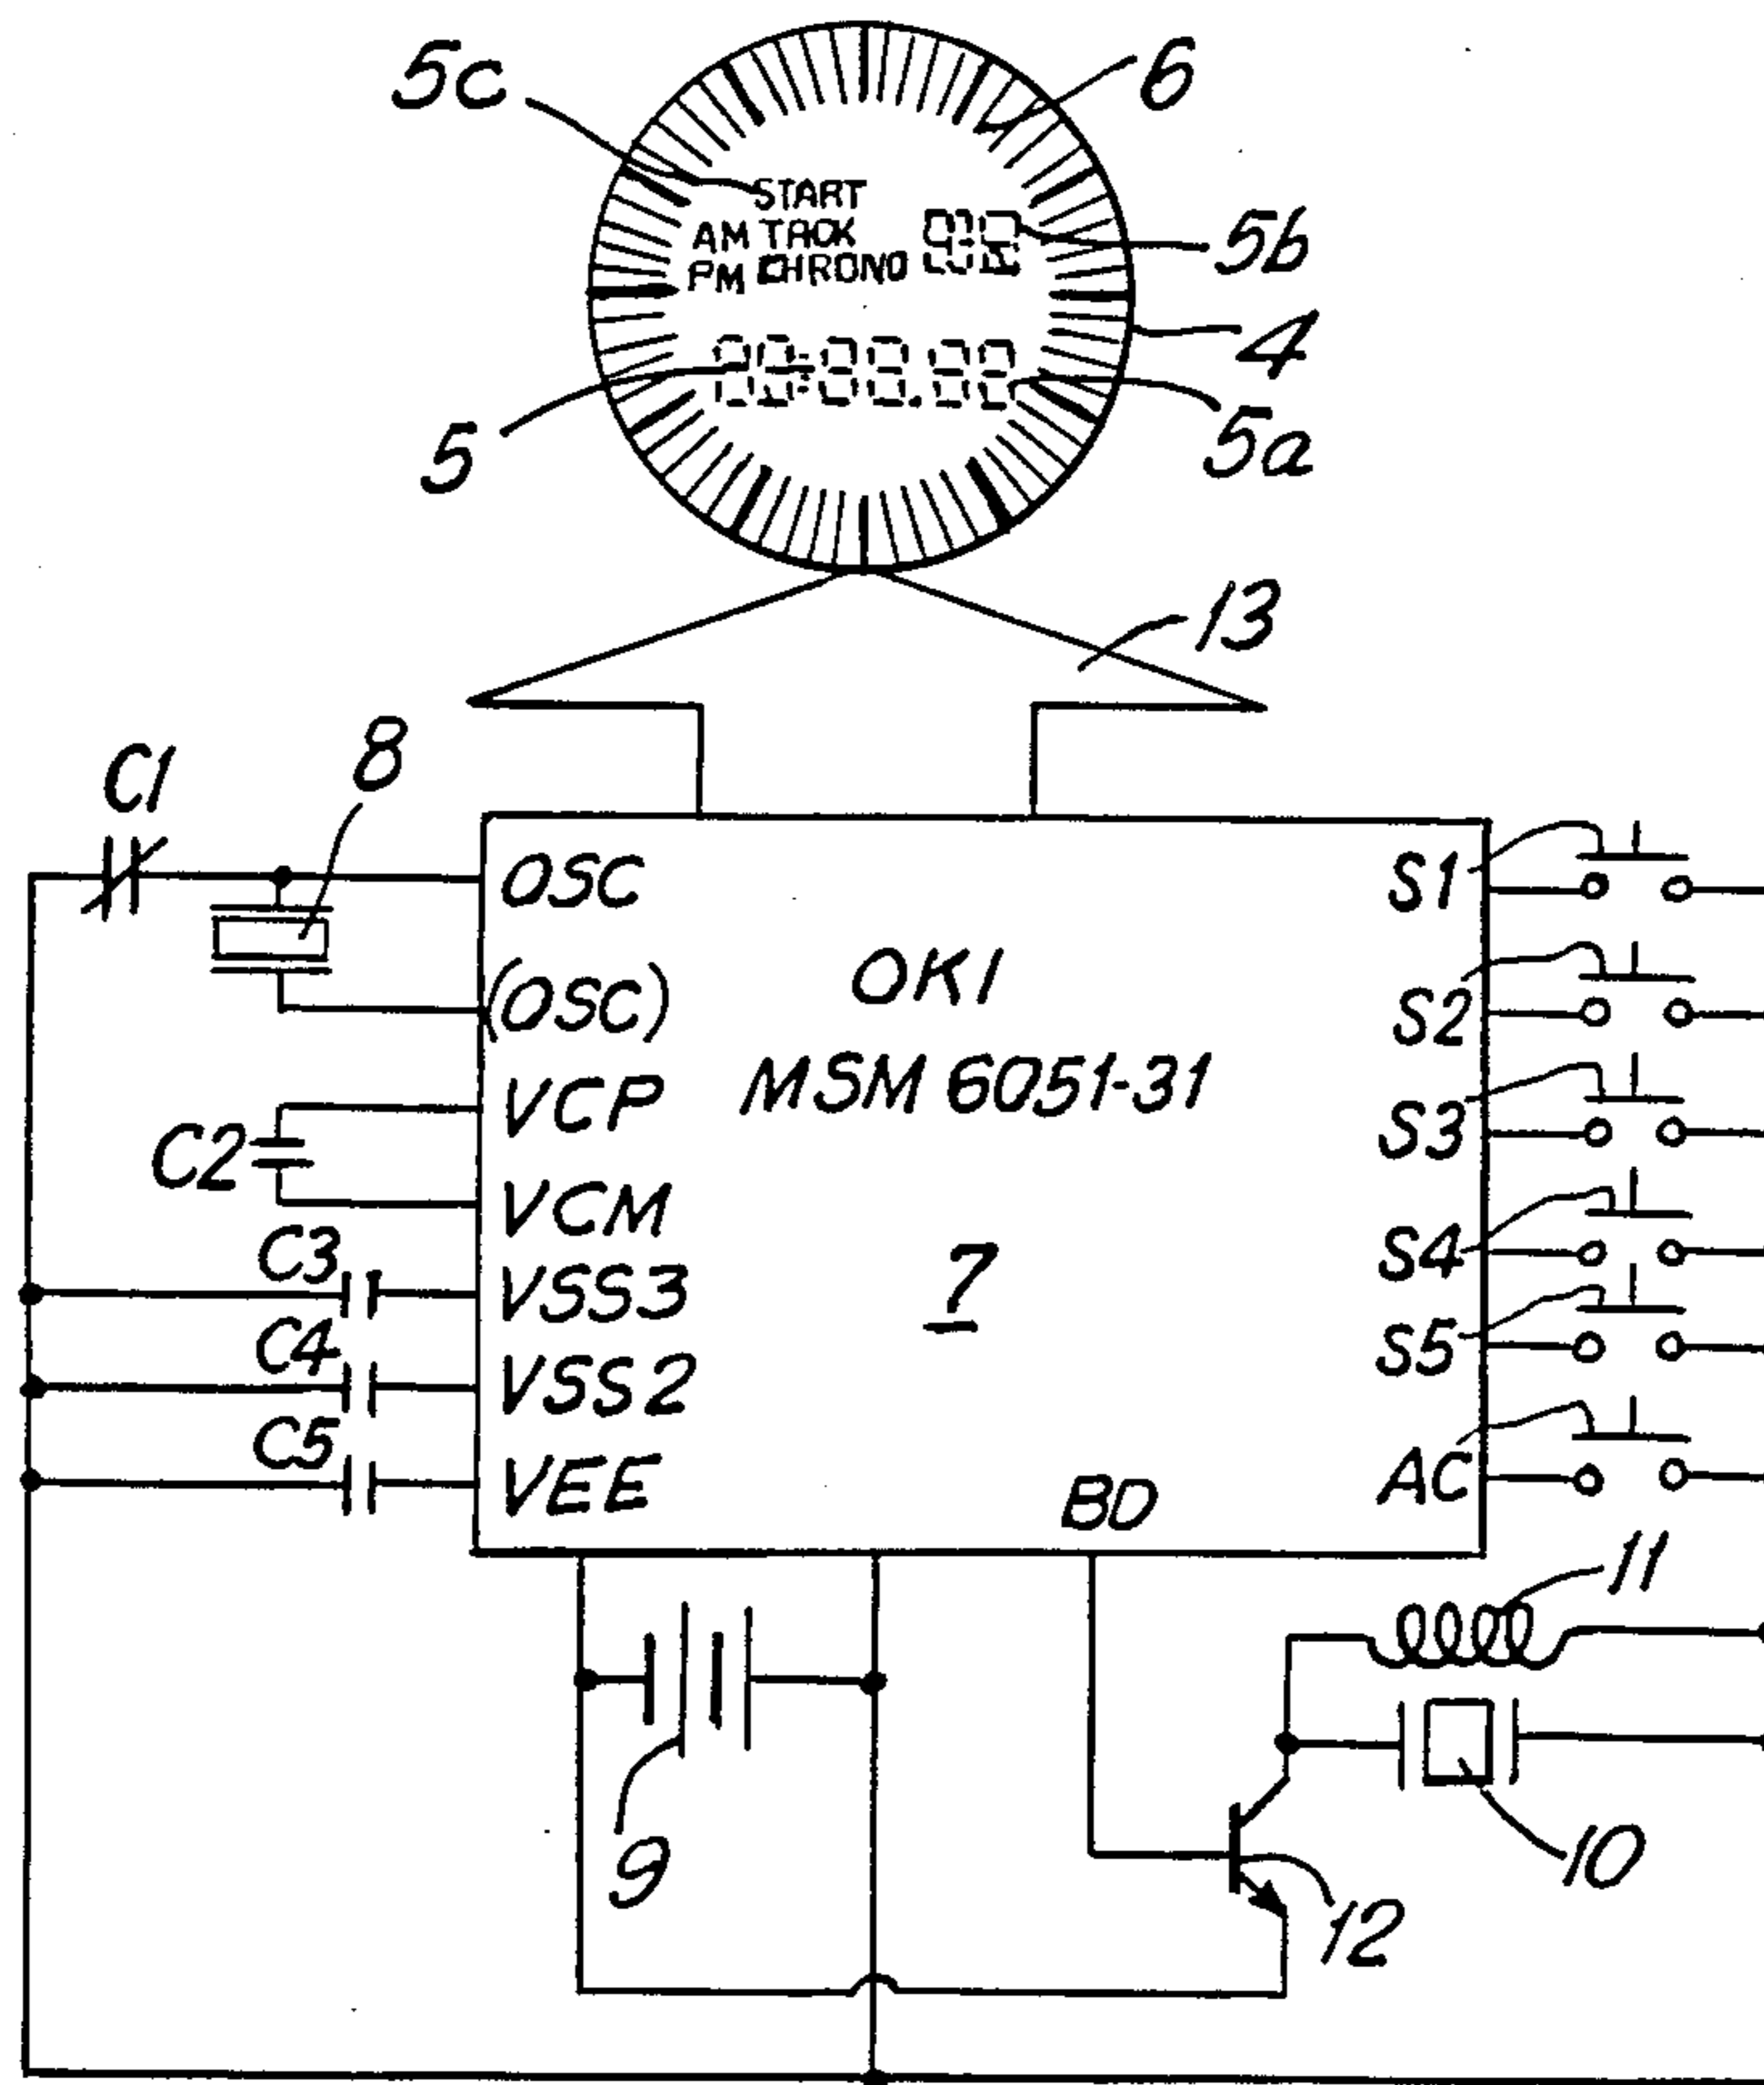 5c
6
START
AM TACK
PM CHRONO
5b
4
5
5a
13
C1
8
OSC
S1
(OSC)
OKI
S2
VCP
MSM 6051-31
S3
C2
VCM
C3
VSS3
7
S4
C4
VSS2
S5
C5
VEE
BD
AC
11
9
10
12